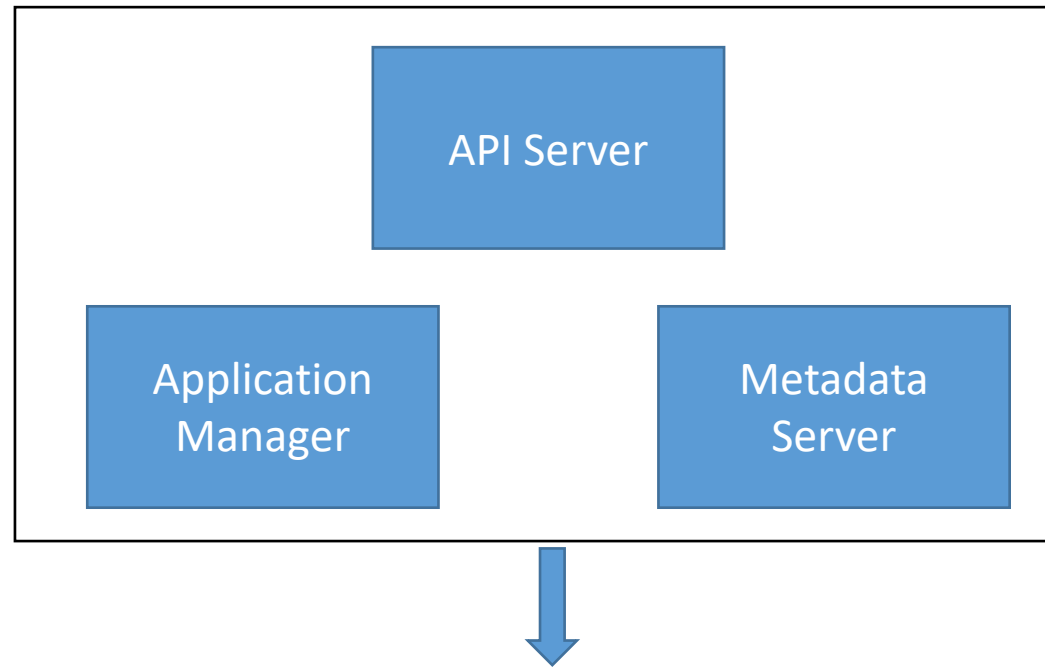 API Server
Application
Manager
Metadata
Server